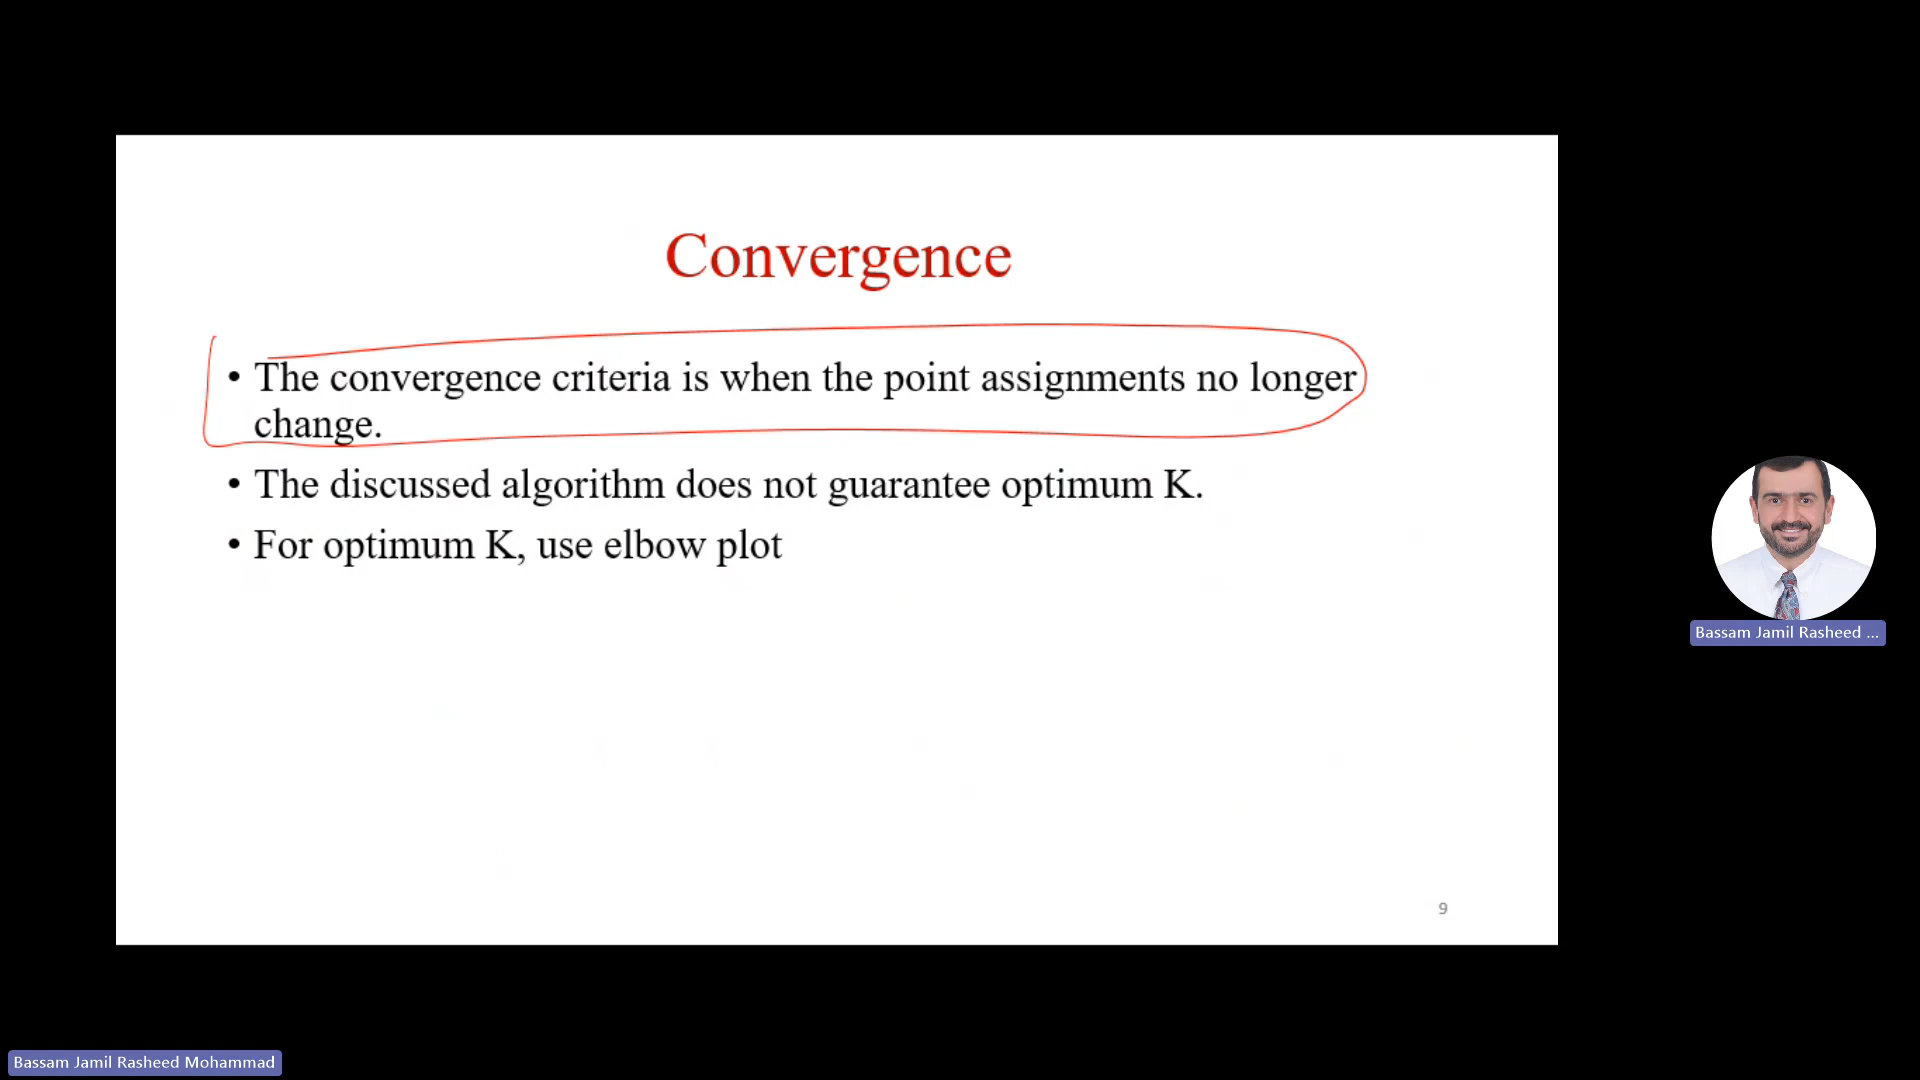 Convergence
• The convergence criteria is when the point assignments no longer
change.
• The discussed algorithm does not guarantee optimum K.
• For optimum K, use elbow plot
9
Bassam Jamil Rasheed ...
Bassam Jamil Rasheed Mohammad